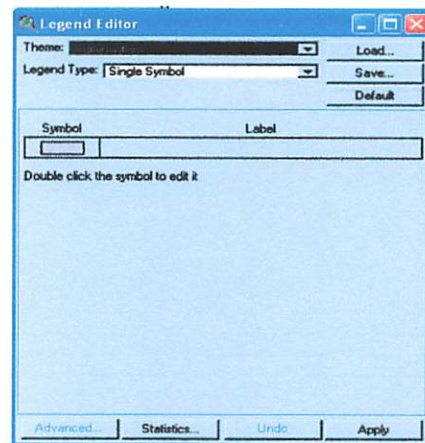 Legend Editor
Theme:
Load...
Legend Type: Single Symbol
Save...
Default
Symbol Label
Double click the symbol to edit it
Advanced... Statistics... Undo Apply